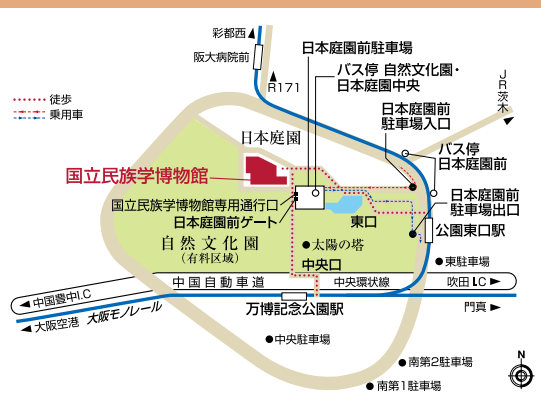 彩都西
阪大病院前
R171
日本庭園前駐車場
バス停 自然文化園・
日本庭園中央
JR茨木
徒歩
乗用車
日本庭園前
駐車場入口
日本庭園
バス停
日本庭園前
国立民族学博物館
国立民族学博物館専用通行口
日本庭園前ゲート
日本庭園前
駐車場出口
東口
公園東口駅
自然文化園
(有料区域)
太陽の塔
中央口
東駐車場
中国自動車道
中央環状線
吹田I.C
中国豊中I.C
大阪空港
大阪モノレール
万博記念公園駅
門真
中央駐車場
南第2駐車場
南第1駐車場
N